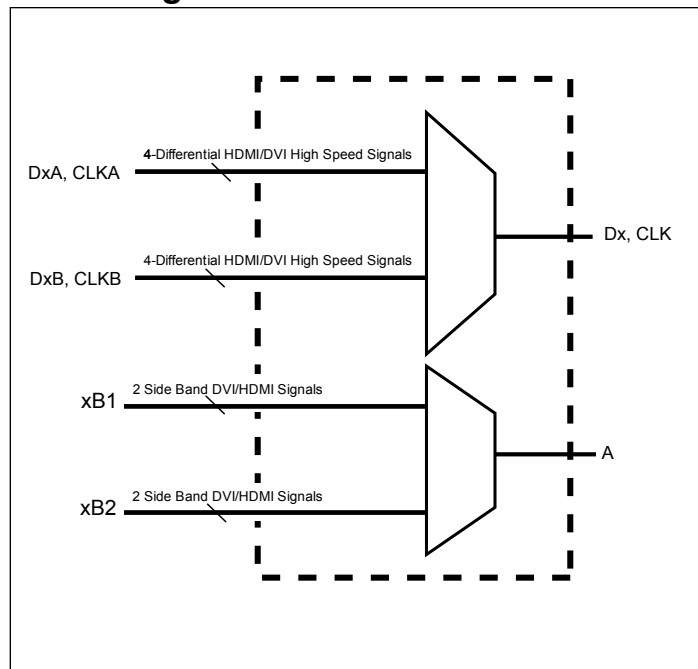 4-Differential HDMI/DVI High Speed Signals
DxA, CLKA
Dx, CLK
4-Differential HDMI/DVI High Speed Signals
DxB, CLKB
2 Side Band DVI/HDMI Signals
xB1
A
2 Side Band DVI/HDMI Signals
xB2